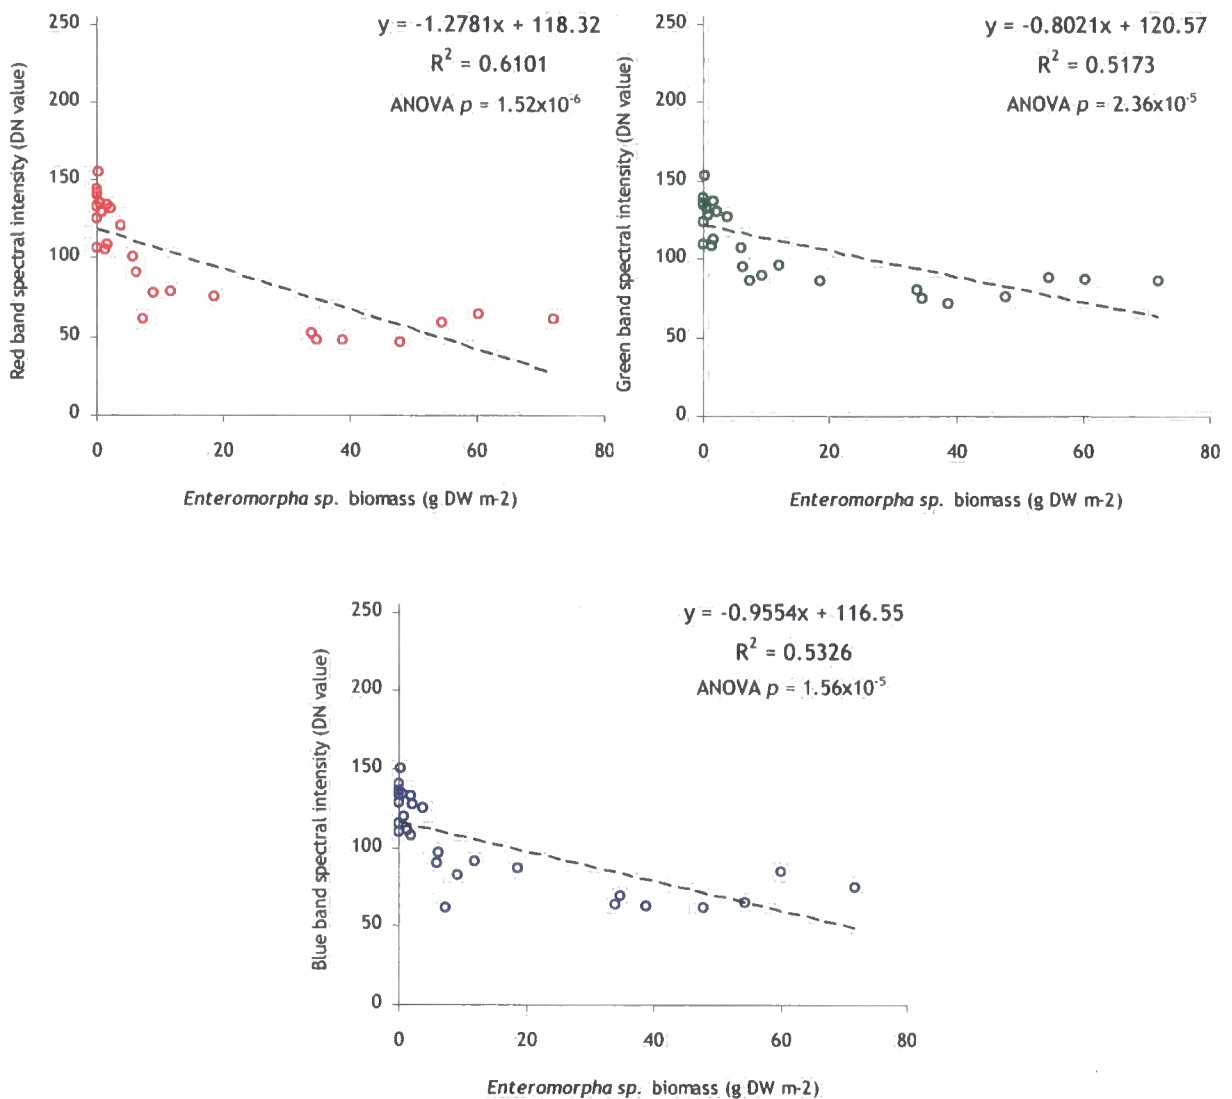 y = -1.2781x + 118.32
R² = 0.6101
ANOVA p = 1.52x10⁻⁶
Red band spectral intensity (DN value)
250
200
150
100
50
0
0 20 40 60 80
Enteromorpha sp. biomass (g DW m-2)
y = -0.8021x + 120.57
R² = 0.5173
ANOVA p = 2.36x10⁻⁵
Green band spectral intensity (DN value)
250
200
150
100
50
0
0 20 40 60 80
Enteromorpha sp. biomass (g DW m-2)
y = -0.9554x + 116.55
R² = 0.5326
ANOVA p = 1.56x10⁻⁵
Blue band spectral intensity (DN value)
250
200
150
100
50
0
0 20 40 60 80
Enteromorpha sp. biomass (g DW m-2)